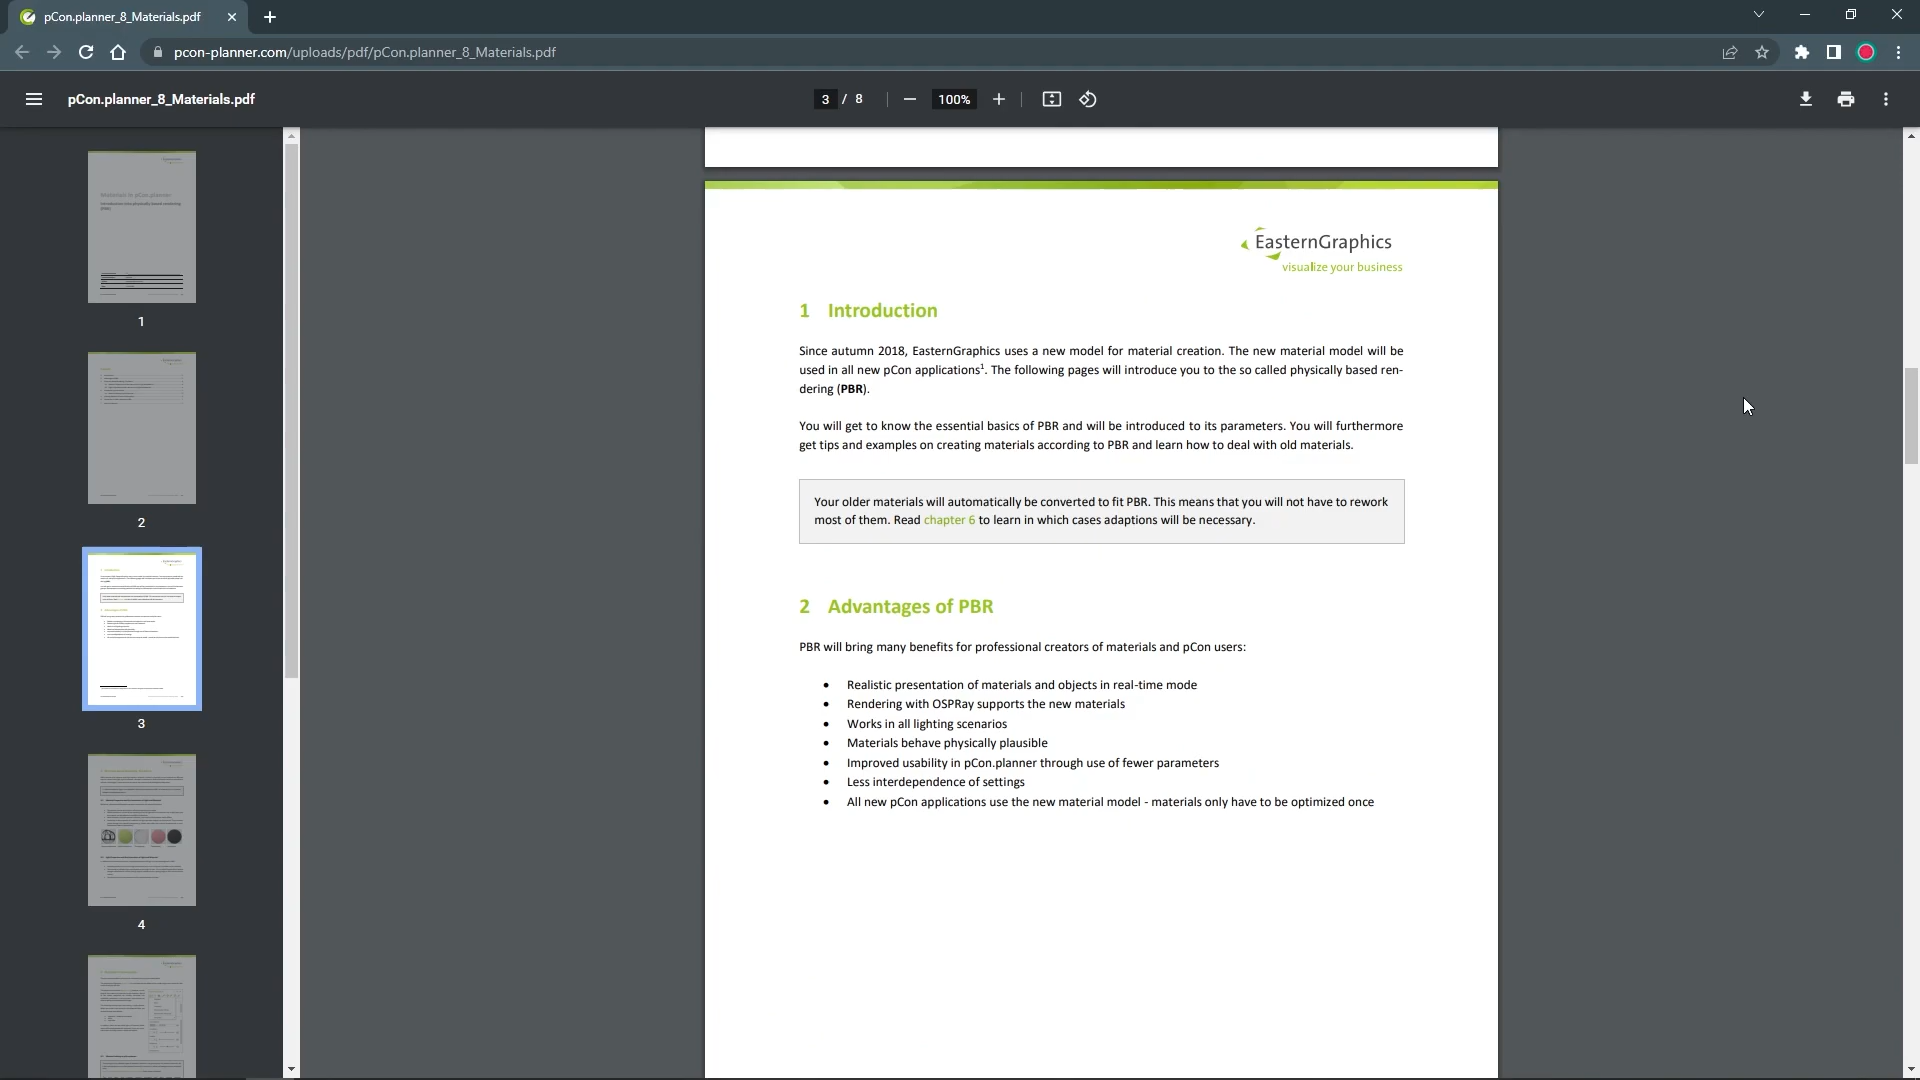 pCon.planner_8_Materials.pdf
pcon-planner.com/uploads/pdf/pCon.planner_8_Materials.pdf
pCon.planner_8_Materials.pdf
3 / 8
100%
1
2
3
4
EasternGraphics
visualize your business
1 Introduction
Since autumn 2018, EasternGraphics uses a new model for material creation. The new material model will be
used in all new pCon applications¹. The following pages will introduce you to the so called physically based ren-
dering (PBR).
You will get to know the essential basics of PBR and will be introduced to its parameters. You will furthermore
get tips and examples on creating materials according to PBR and learn how to deal with old materials.
Your older materials will automatically be converted to fit PBR. This means that you will not have to rework
most of them. Read chapter 6 to learn in which cases adaptions will be necessary.
2 Advantages of PBR
PBR will bring many benefits for professional creators of materials and pCon users:
• Realistic presentation of materials and objects in real-time mode
• Rendering with OSPRay supports the new materials
• Works in all lighting scenarios
• Materials behave physically plausible
• Improved usability in pCon.planner through use of fewer parameters
• Less interdependence of settings
• All new pCon applications use the new material model - materials only have to be optimized once